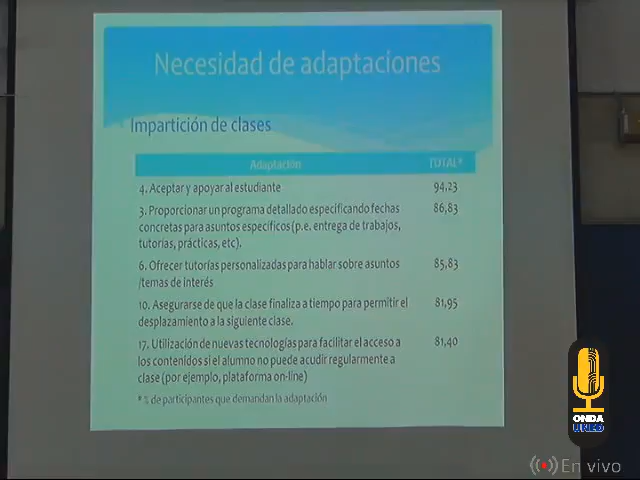 Necesidad de adaptaciones
Impartición de clases
Adaptación TOTAL*
4. Aceptar y apoyar al estudiante 94,23
3. Proporcionar un programa detallado especificando fechas 86,83
concretas para asuntos específicos (p.e. entrega de trabajos,
tutorías, prácticas, etc).
6. Ofrecer tutorías personalizadas para hablar sobre asuntos 85,83
/temas de interés
10. Asegurarse de que la clase finaliza a tiempo para permitir el 81,95
desplazamiento a la siguiente clase.
17. Utilización de nuevas tecnologías para facilitar el acceso a 81,40
los contenidos si el alumno no puede acudir regularmente a
clase (por ejemplo, plataforma on-line)
* % de participantes que demandan la adaptación
ONDA
En vivo